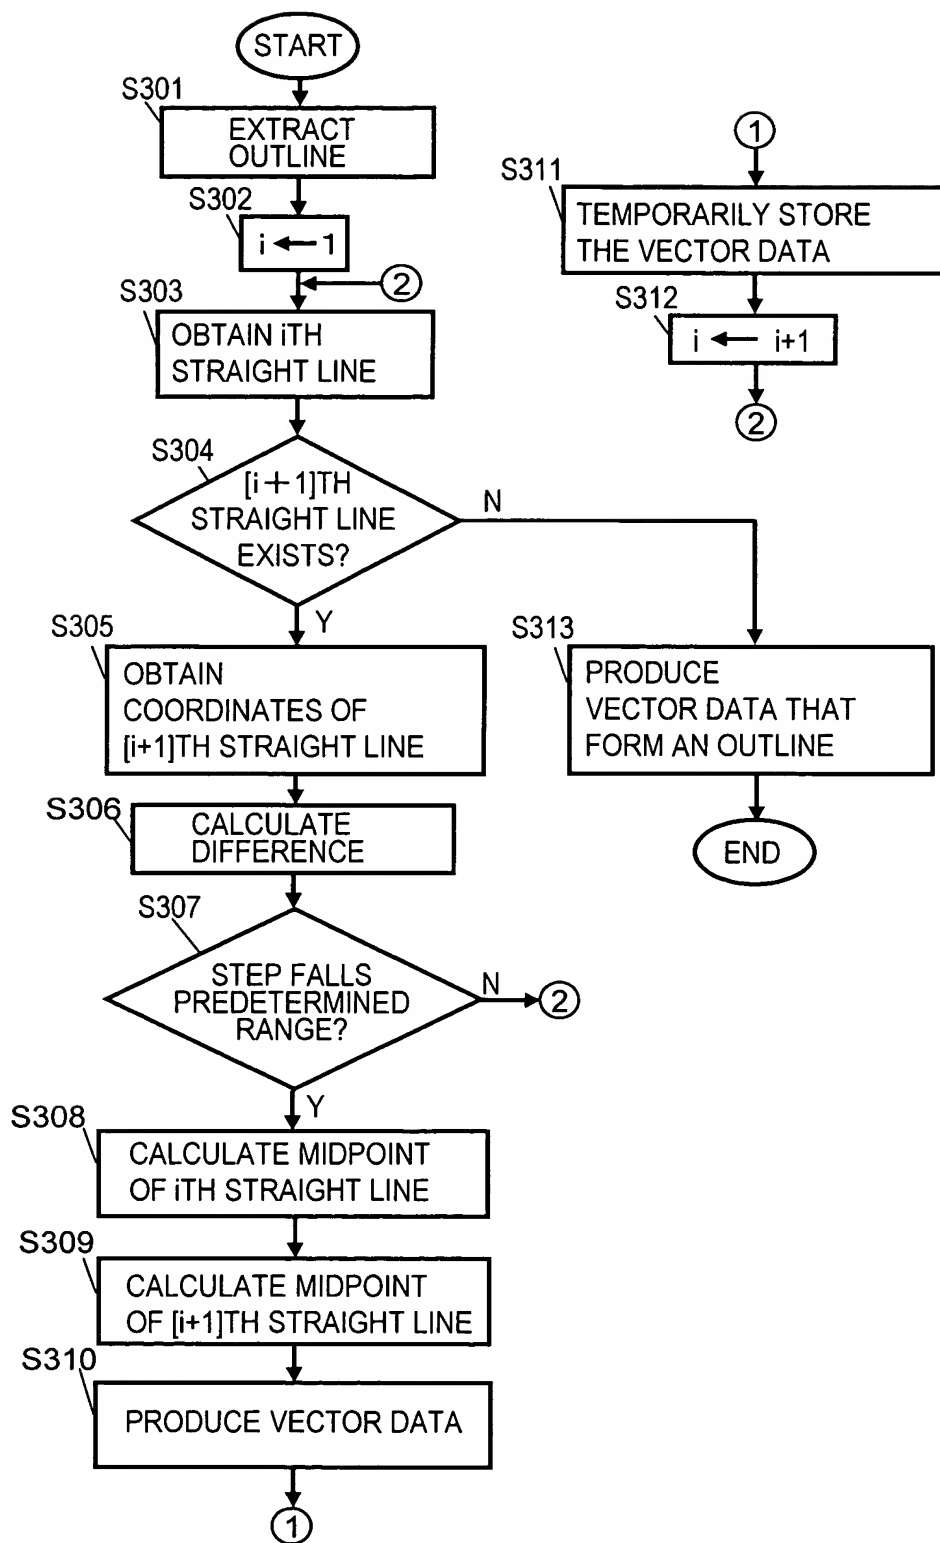 START
S301
EXTRACT
OUTLINE
S302
i ← 1
②
S303
OBTAIN iTH
STRAIGHT LINE
S304
[i+1]TH
STRAIGHT LINE
EXISTS?
N
Y
S305
OBTAIN
COORDINATES OF
[i+1]TH STRAIGHT LINE
S306
CALCULATE
DIFFERENCE
S307
STEP FALLS
PREDETERMINED
RANGE?
N
②
Y
S308
CALCULATE MIDPOINT
OF iTH STRAIGHT LINE
S309
CALCULATE MIDPOINT
OF [i+1]TH STRAIGHT LINE
S310
PRODUCE VECTOR DATA
①
①
S311
TEMPORARILY STORE
THE VECTOR DATA
S312
i ← i+1
②
S313
PRODUCE
VECTOR DATA THAT
FORM AN OUTLINE
END